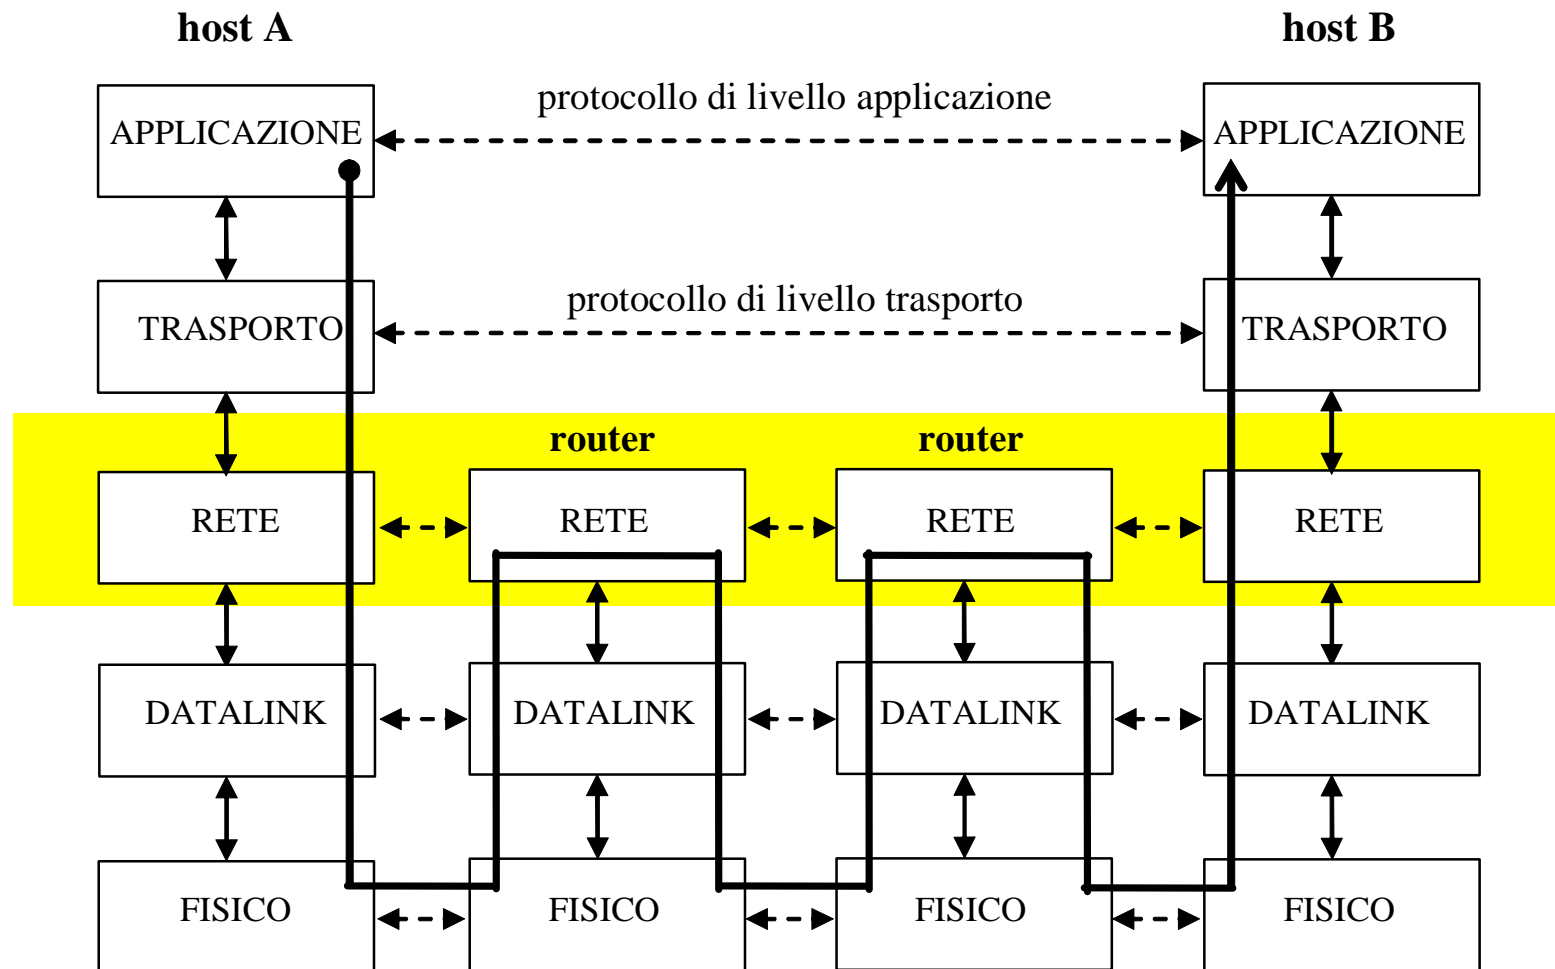 host A
host B
APPLICAZIONE
protocollo di livello applicazione
APPLICAZIONE
TRASPORTO
protocollo di livello trasporto
TRASPORTO
router
router
RETE
RETE
RETE
RETE
DATALINK
DATALINK
DATALINK
DATALINK
FISICO
FISICO
FISICO
FISICO